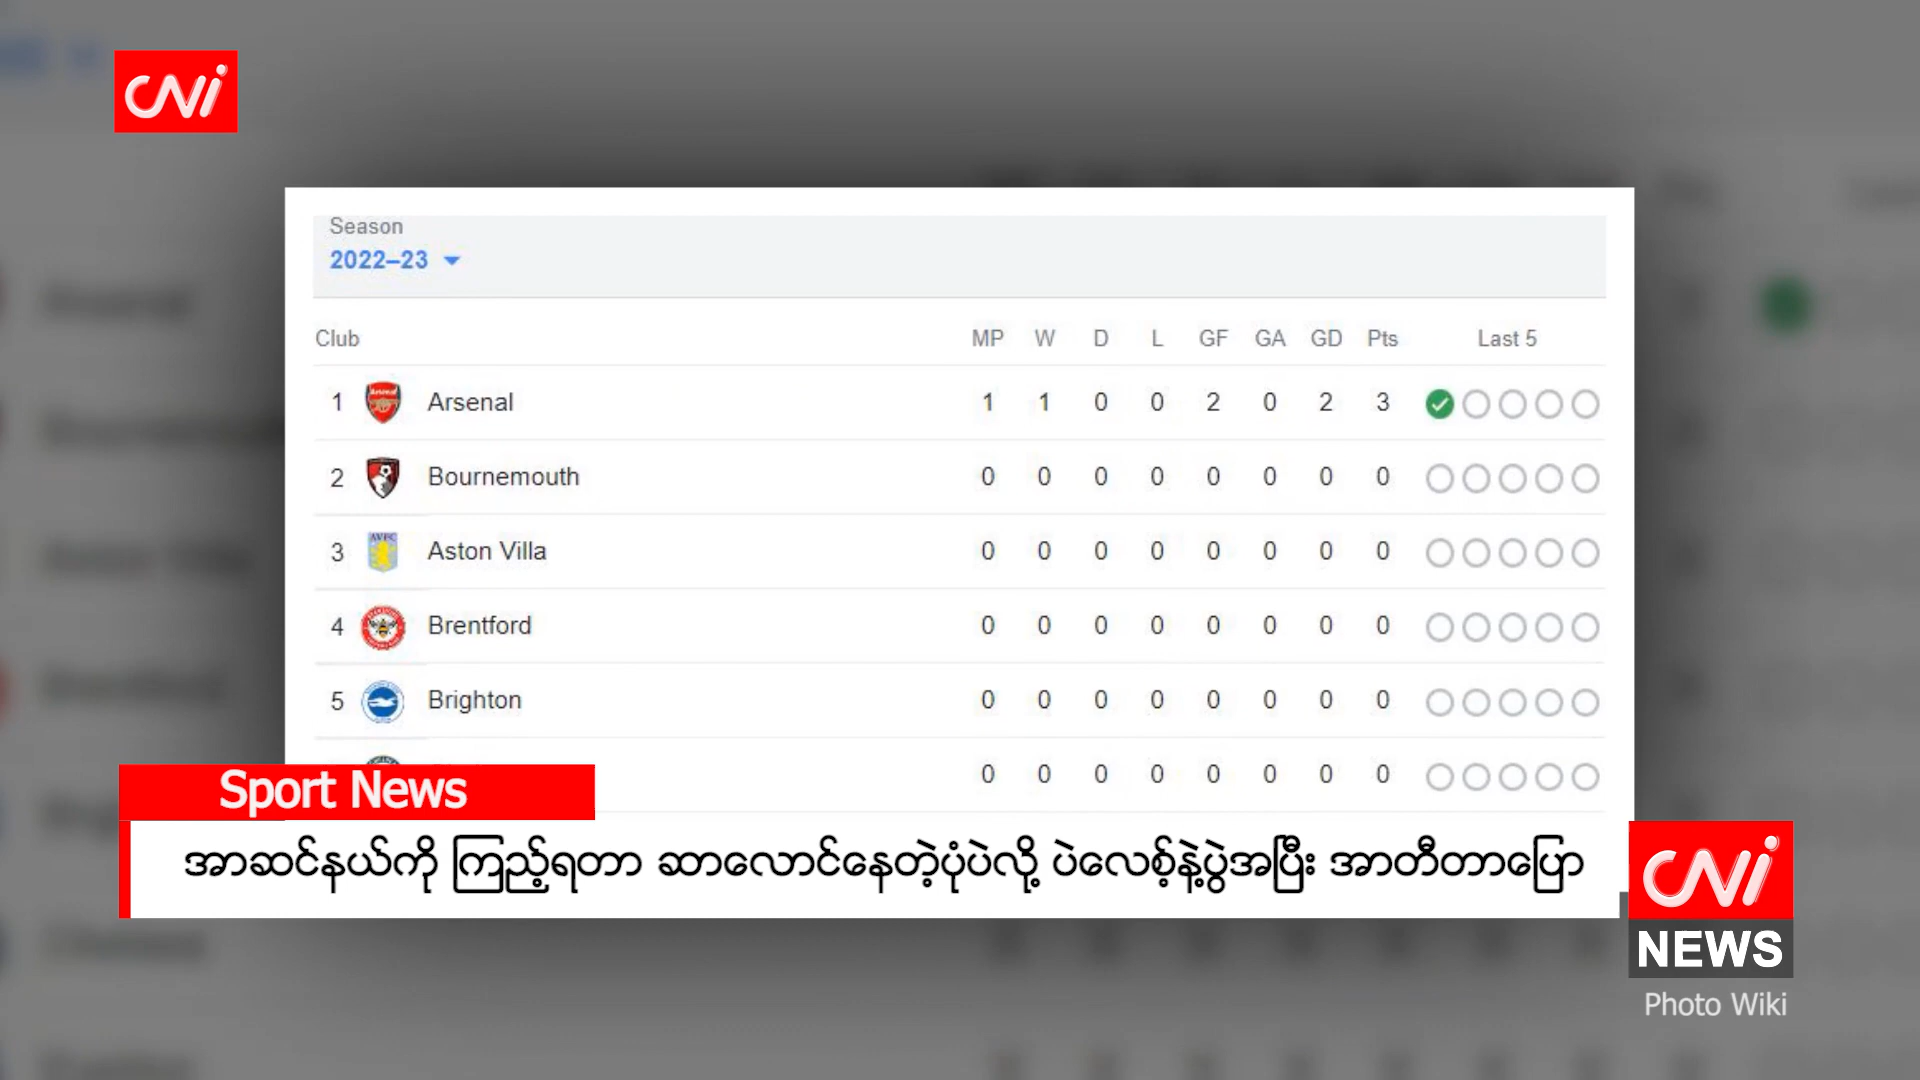 CNi
Season
2022–23
Club MP W D L GF GA GD Pts Last 5
1 Arsenal 1 1 0 0 2 0 2 3
2 Bournemouth 0 0 0 0 0 0 0 0
3 Aston Villa 0 0 0 0 0 0 0 0
4 Brentford 0 0 0 0 0 0 0 0
5 Brighton 0 0 0 0 0 0 0 0
0 0 0 0 0 0 0 0
Sport News
အာဆင်နယ်ကို ကြည့်ရတာ ဆာလောင်နေတဲ့ပုံပဲလို့ ပဲလေစ့်နဲ့ပွဲအပြီး အာတီတာပြော
CNi
NEWS
Photo Wiki